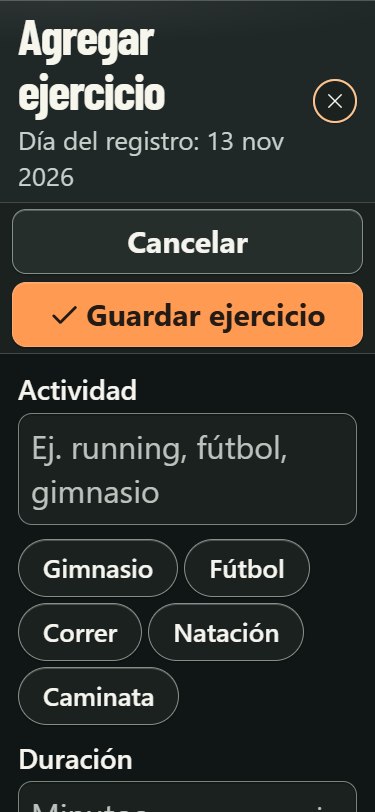 Agregar
ejercicio
Día del registro: 13 nov
2026
Cancelar
Guardar ejercicio
Actividad
Ej. running, fútbol,
gimnasio
Gimnasio
Fútbol
Correr
Natación
Caminata
Duración
Minutos